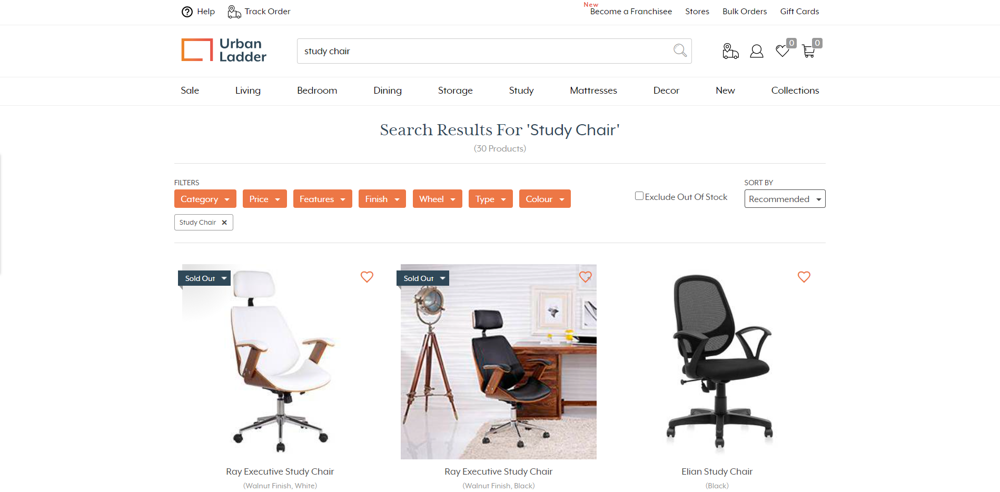 Help
Track Order
New
Become a Franchisee
Stores
Bulk Orders
Gift Cards
Urban
Ladder
study chair
0
0
Sale
Living
Bedroom
Dining
Storage
Study
Mattresses
Decor
New
Collections
Search Results For 'Study Chair'
(30 Products)
FILTERS
SORT BY
Category
Price
Features
Finish
Wheel
Type
Colour
Exclude Out Of Stock
Recommended
Study Chair
Sold Out
Sold Out
Ray Executive Study Chair
(Walnut Finish, White)
Ray Executive Study Chair
(Walnut Finish, Black)
Elian Study Chair
(Black)